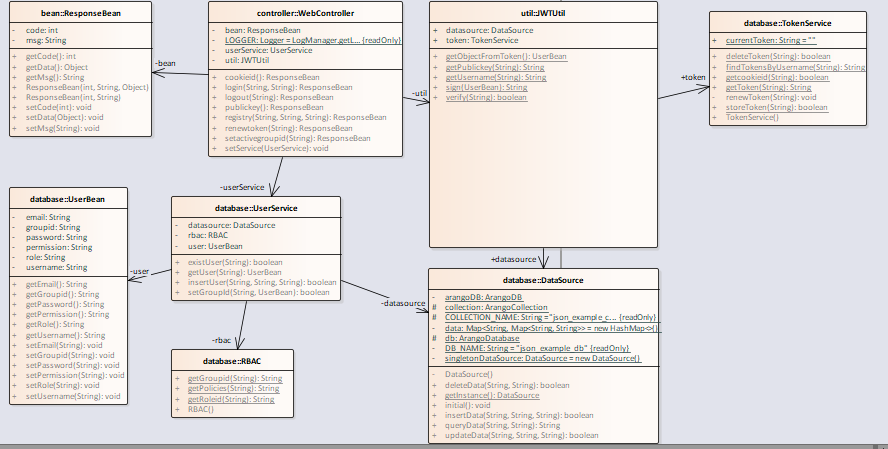 bean::ResponseBean
- code: int
- msg: String
+ getCode(): int
+ getData(): Object
+ getMsg(): String
+ ResponseBean(int, String, Object)
+ ResponseBean(int, String)
+ setCode(int): void
+ setData(Object): void
+ setMsg(String): void
-bean
controller::WebController
- bean: ResponseBean
- LOGGER: Logger = LogManager.getL... {readOnly}
- userService: UserService
- util: JWTUtil
+ cookieid(): ResponseBean
+ login(String, String): ResponseBean
+ logout(String): ResponseBean
+ publickey(): ResponseBean
+ registry(String, String, String): ResponseBean
+ renewtoken(String): ResponseBean
+ setactivegroupid(): ResponseBean
+ setService(UserService): void
-util
util::JWTUtil
+ datasource: DataSource
+ token: TokenService
+ getObjectFromToken(): UserBean
+ getPublickey(String): String
+ getUsername(String): String
+ sign(UserBean): String
+ verify(String): boolean
+token
database::TokenService
+ currentToken: String = ""
+ deleteToken(String): boolean
+ findTokensByUsername(String): String
+ getcookieid(String): boolean
+ getToken(String): String
- renewToken(String): void
+ storeToken(String): boolean
+ TokenService()
-userService
database::UserBean
- email: String
- groupid: String
- password: String
- permission: String
- role: String
- username: String
+ getEmail(): String
+ getGroupid(): String
+ getPassword(): String
+ getPermission(): String
+ getRole(): String
+ getUsername(): String
+ setEmail(String): void
+ setGroupid(String): void
+ setPassword(String): void
+ setPermission(String): void
+ setRole(String): void
+ setUsername(String): void
-user
database::UserService
- datasource: DataSource
- rbac: RBAC
- user: UserBean
+ existUser(String): boolean
+ getUser(String): UserBean
+ insertUser(String, String, String): boolean
+ setGroupId(String, UserBean): boolean
-datasource
-rbac
database::RBAC
+ getGroupid(String): String
+ getPolicies(String): String
+ getRoleid(String): String
+ RBAC()
+datasource
database::DataSource
- arangoDB: ArangoDB
# collection: ArangoCollection
# COLLECTION_NAME: String = "json_example_c... {readOnly}
- data: Map<String, Map<String, String>> = new HashMap<>()
# db: ArangoDatabase
- DB_NAME: String = "json_example_db" {readOnly}
- singletonDataSource: DataSource = new DataSource()
- DataSource()
+ deleteData(String, String): boolean
+ getInstance(): DataSource
+ initial(): void
+ insertData(String, String, String): boolean
+ queryData(String): String
+ updateData(String, String, String): boolean